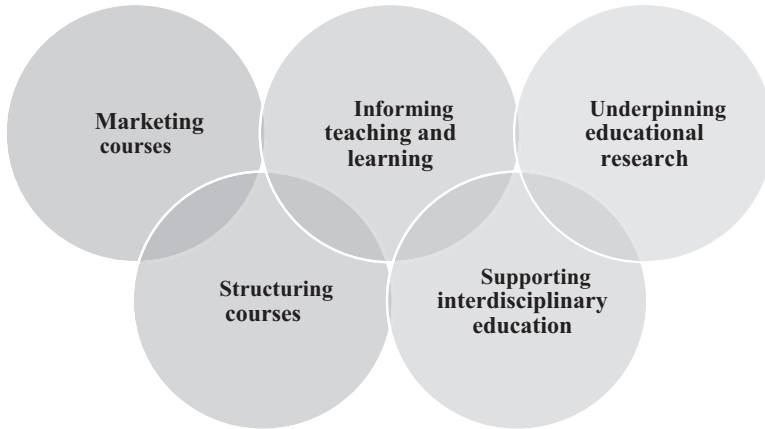 Marketing
courses
Informing
teaching and
learning
Underpinning
educational
research
Structuring
courses
Supporting
interdisciplinary
education